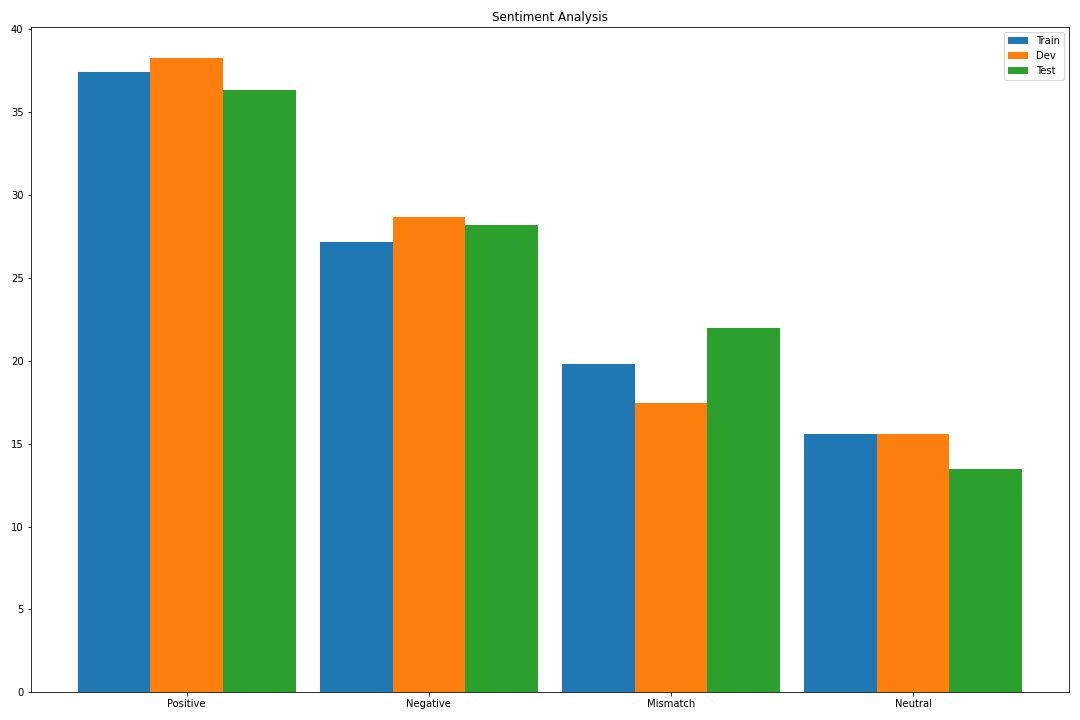 Sentiment Analysis
Train
Dev
Test
40
35
30
25
20
15
10
5
0
Positive Negative Mismatch Neutral